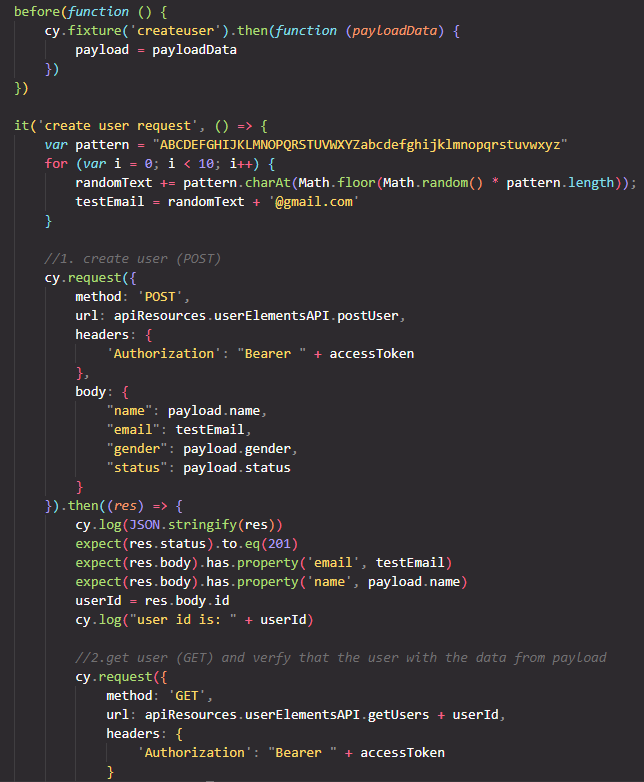 before(function () {
    cy.fixture('createuser').then(function (payloadData) {
        payload = payloadData
    })
})

it('create user request', () => {
    var pattern = "ABCDEFGHIJKLMNOPQRSTUVWXYZabcdefghijklmnopqrstuvwxyz"
    for (var i = 0; i < 10; i++) {
        randomText += pattern.charAt(Math.floor(Math.random() * pattern.length));
        testEmail = randomText + '@gmail.com'
    }

    //1. create user (POST)
    cy.request({
        method: 'POST',
        url: apiResources.userElementsAPI.postUser,
        headers: {
            'Authorization': "Bearer " + accessToken
        },
        body: {
            "name": payload.name,
            "email": testEmail,
            "gender": payload.gender,
            "status": payload.status
        }
    }).then((res) => {
        cy.log(JSON.stringify(res))
        expect(res.status).to.eq(201)
        expect(res.body).has.property('email', testEmail)
        expect(res.body).has.property('name', payload.name)
        userId = res.body.id
        cy.log("user id is: " + userId)

        //2.get user (GET) and verfy that the user with the data from payload
        cy.request({
            method: 'GET',
            url: apiResources.userElementsAPI.getUsers + userId,
            headers: {
                'Authorization': "Bearer " + accessToken
            }